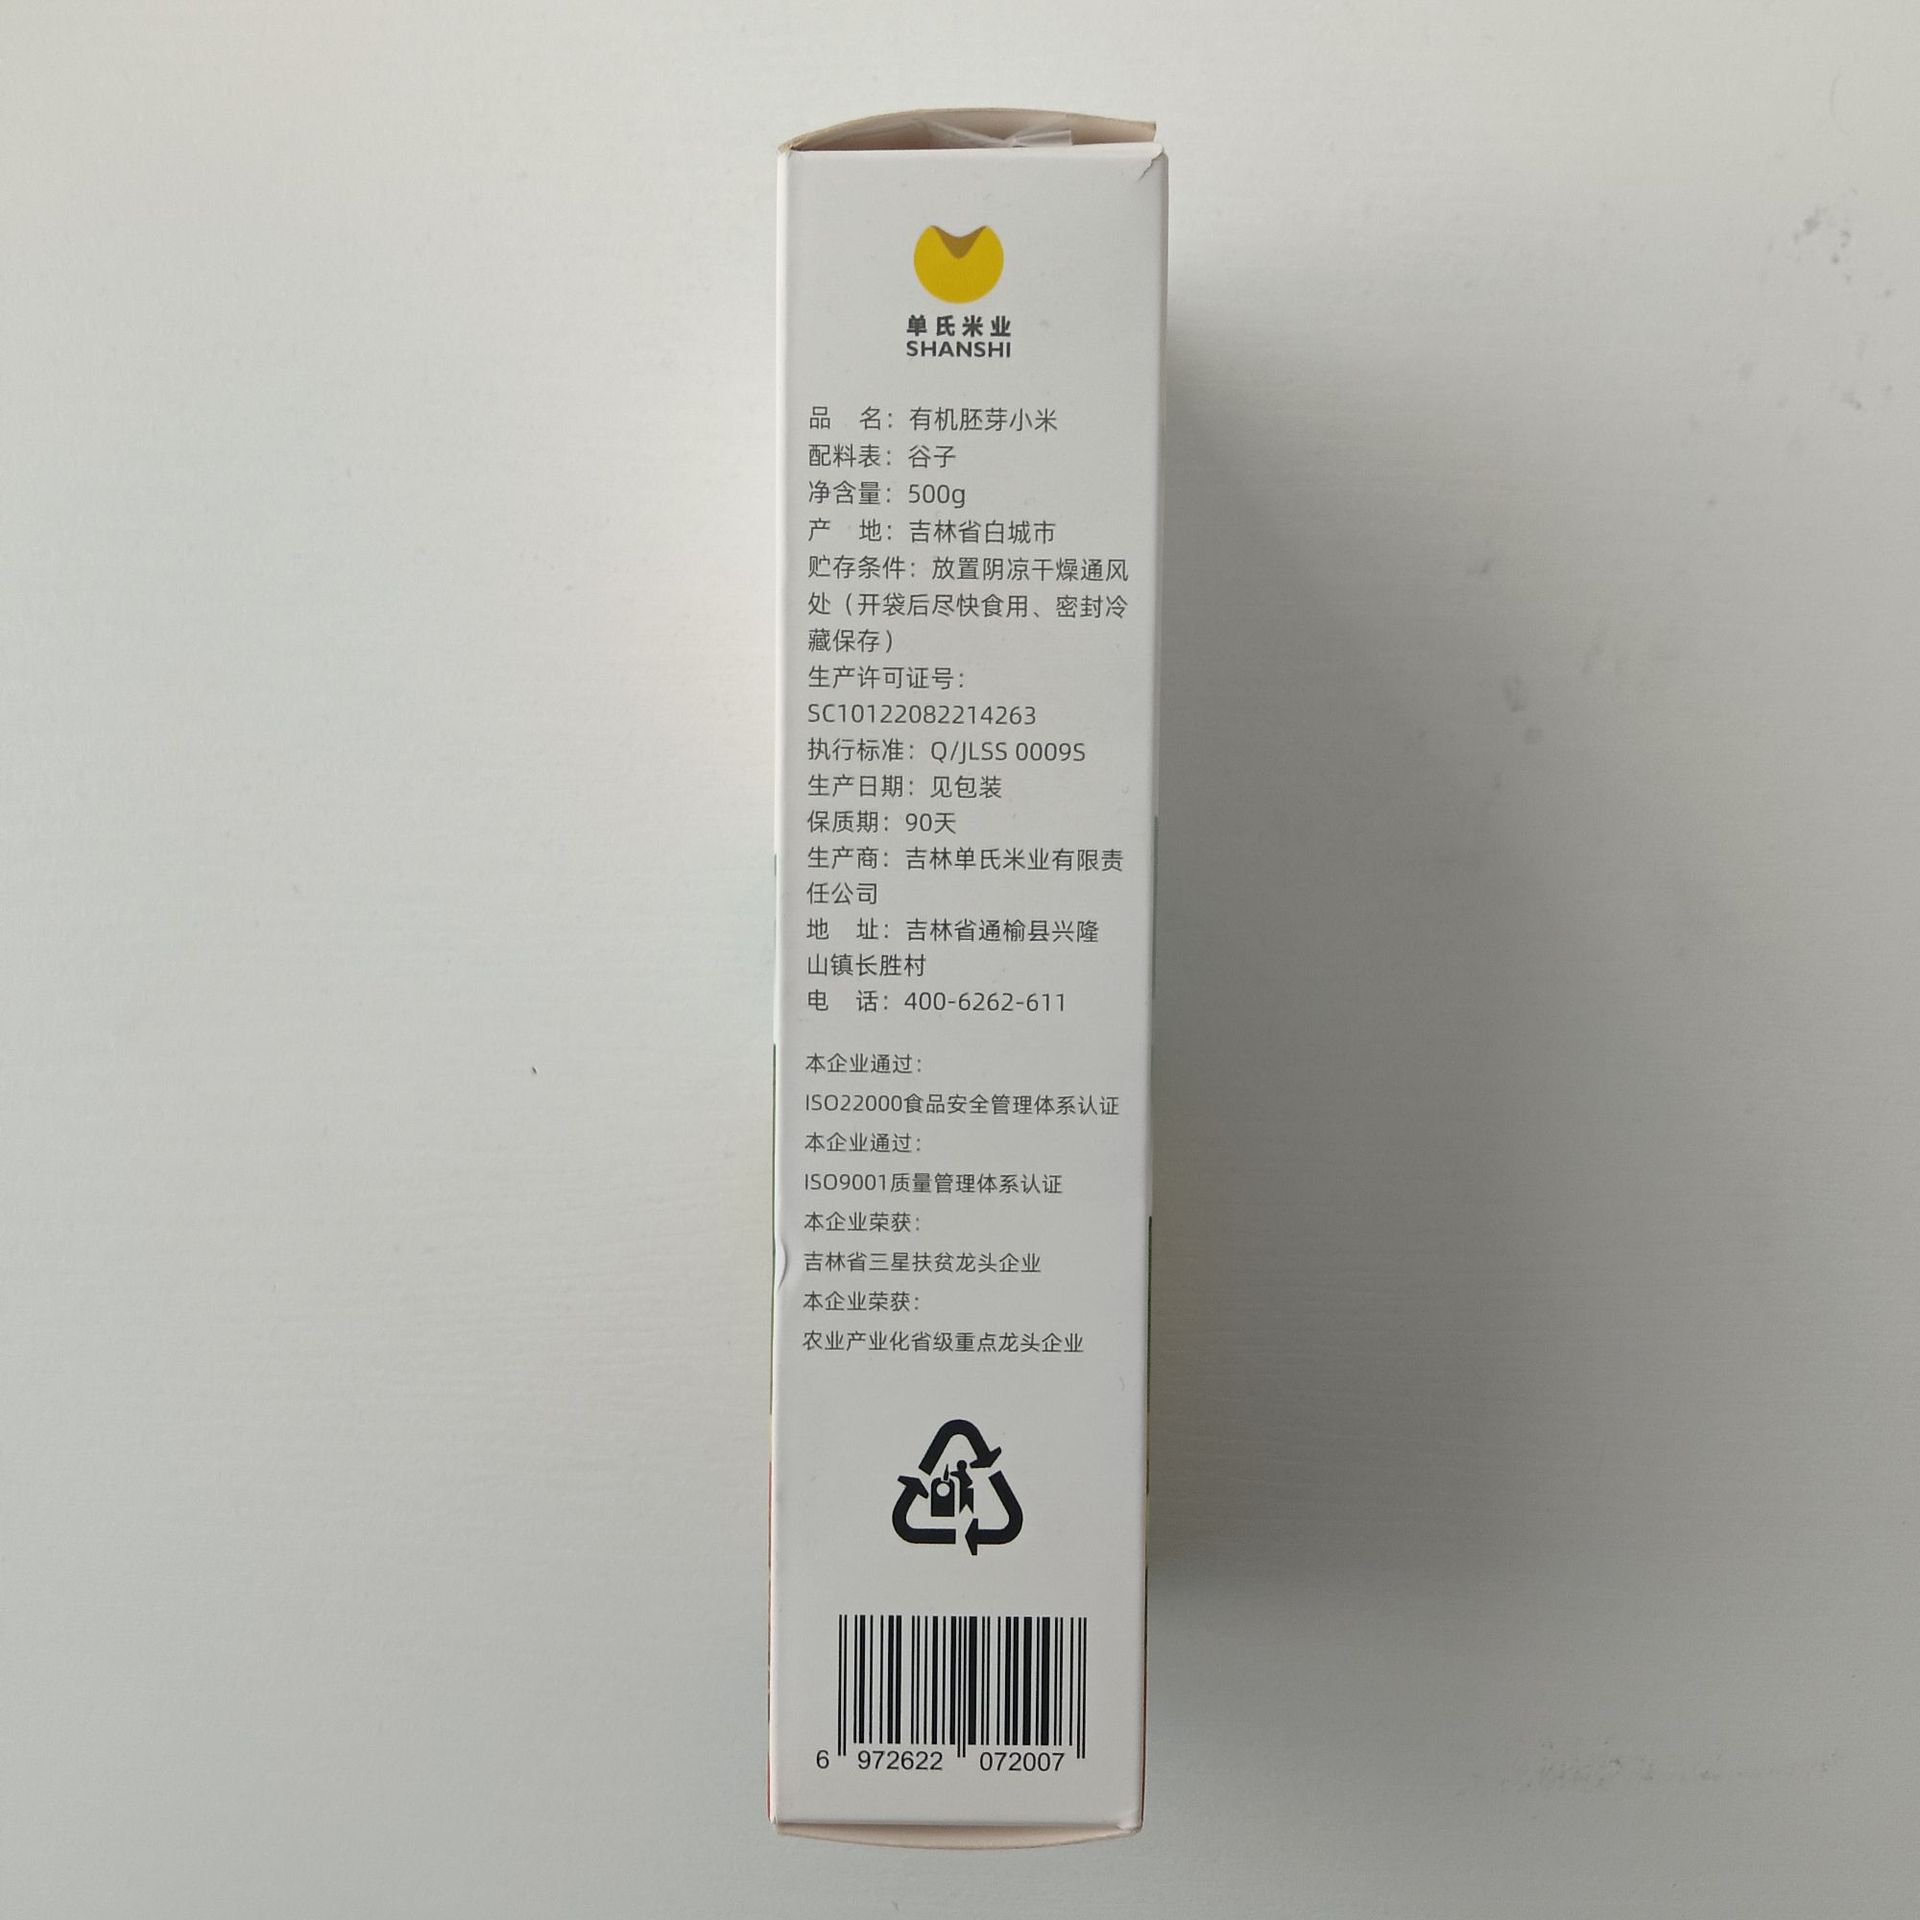 单氏米业
SHANSHI
品 名：有机胚芽小米
配料表：谷子
净含量：500g
产 地：吉林省白城市
贮存条件：放置阴凉干燥通风
处（开袋后尽快食用、密封冷
藏保存）
生产许可证号：
SC10122082214263
执行标准：Q/JLSS 0009S
生产日期：见包装
保质期：90天
生产商：吉林单氏米业有限责
任公司
地 址：吉林省通榆县兴隆
山镇长胜村
电 话：400-6262-611
本企业通过：
ISO22000食品安全管理体系认证
本企业通过：
ISO9001质量管理体系认证
本企业荣获：
吉林省三星扶贫龙头企业
本企业荣获：
农业产业化省级重点龙头企业
6 972622 072007